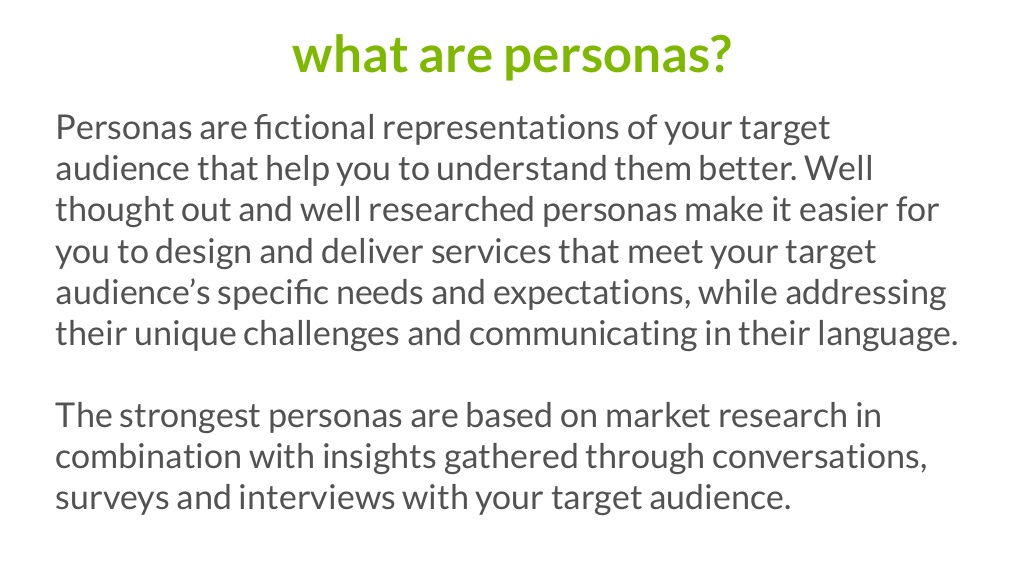 what are personas?
Personas are fictional representations of your target
audience that help you to understand them better. Well
thought out and well researched personas make it easier for
you to design and deliver services that meet your target
audience’s specific needs and expectations, while addressing
their unique challenges and communicating in their language.
The strongest personas are based on market research in
combination with insights gathered through conversations,
surveys and interviews with your target audience.